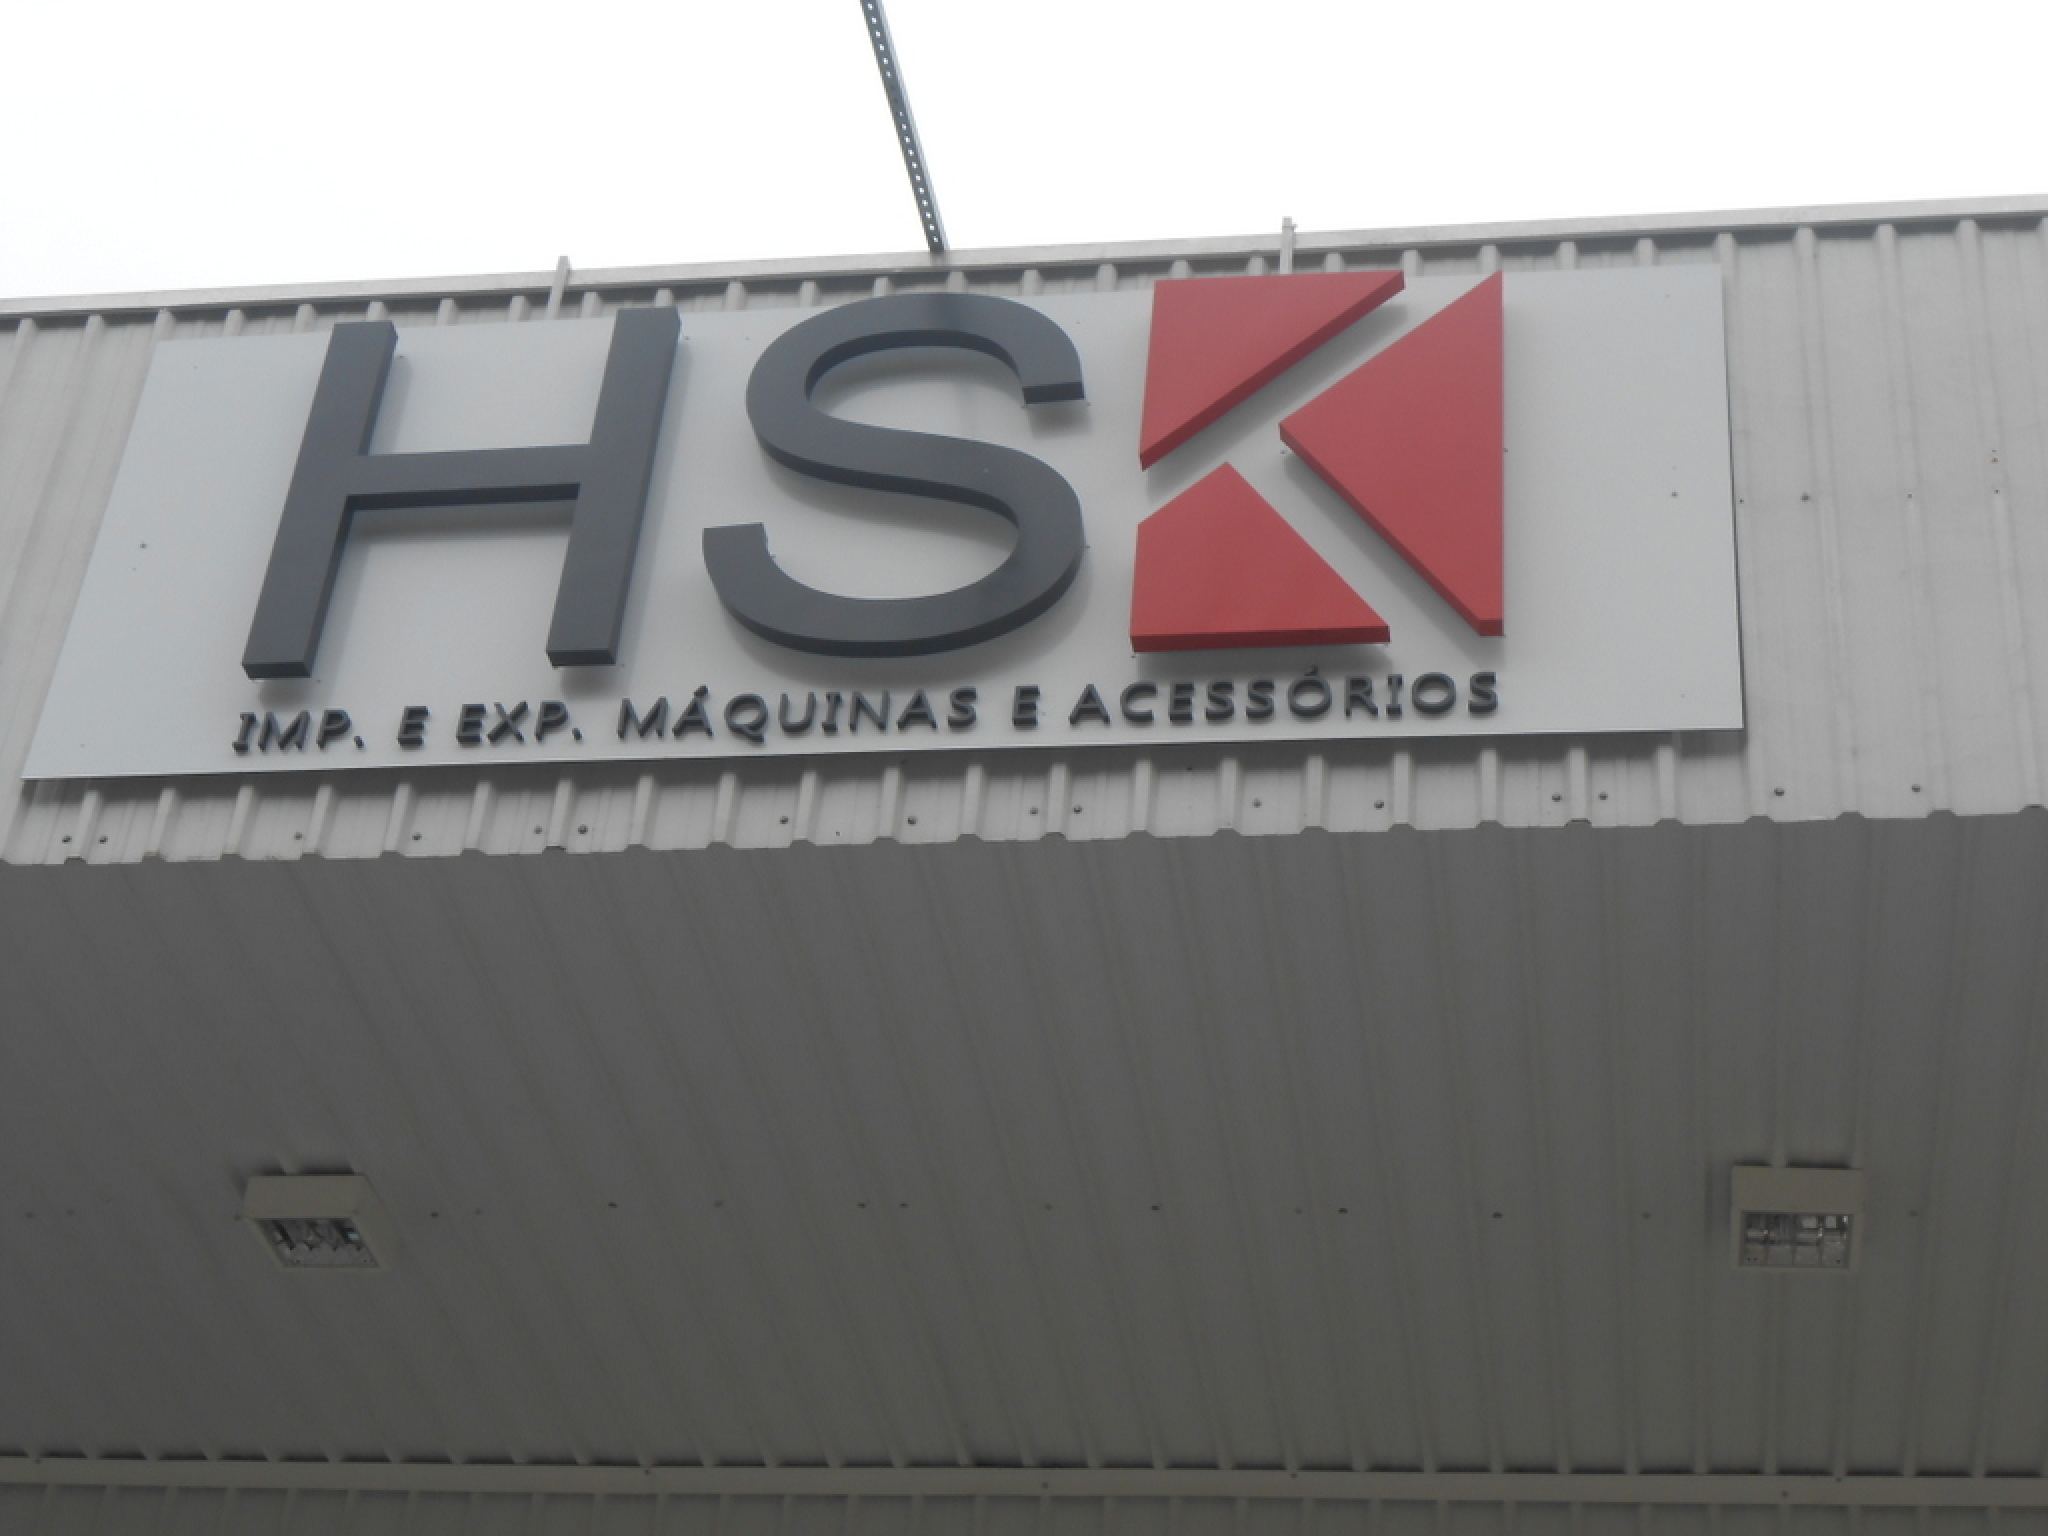 HSK
IMP. E EXP. MÁQUINAS E ACESSÓRIOS